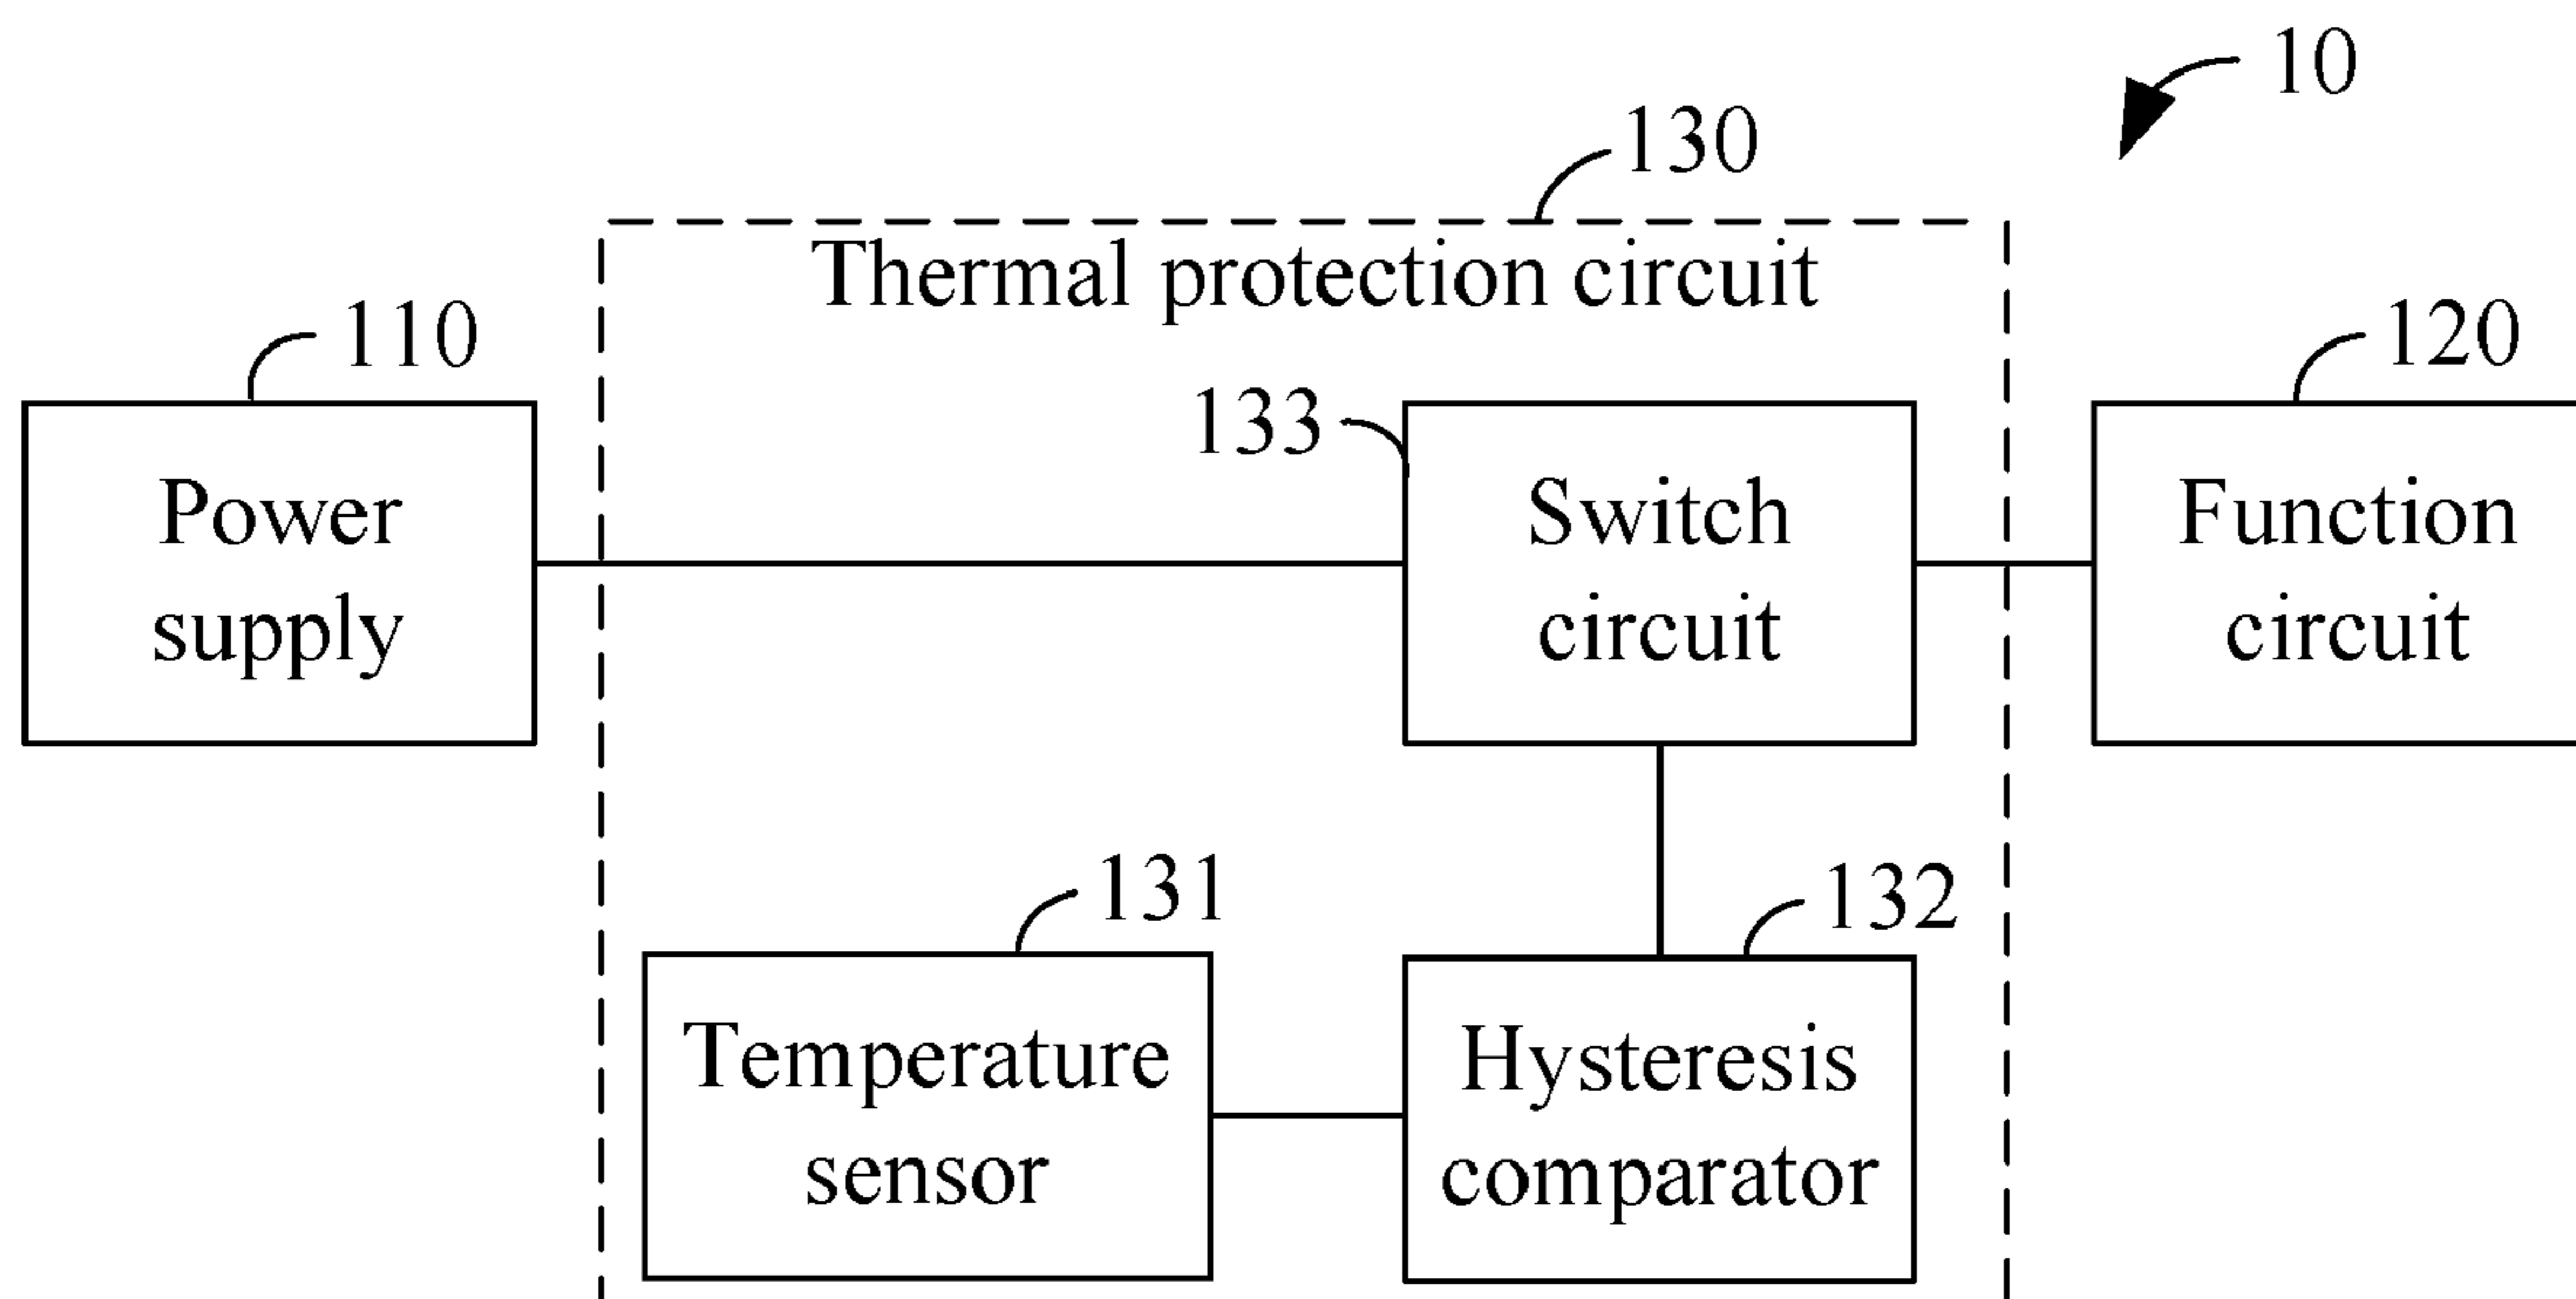 10
130
Thermal protection circuit
110
120
133
Power
supply
Switch
circuit
Function
circuit
131
132
Temperature
sensor
Hysteresis
comparator